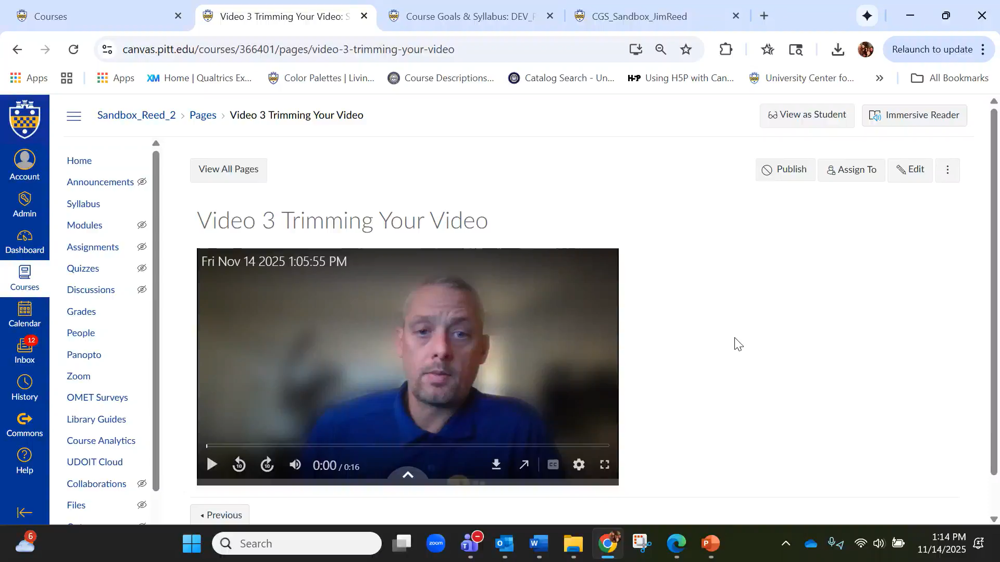 Courses
Video 3 Trimming Your Video: S
Course Goals & Syllabus: DEV_F
CGS_Sandbox_JimReed
canvas.pitt.edu/courses/366401/pages/video-3-trimming-your-video
Relaunch to update
Apps
Apps
XM Home | Qualtrics Ex...
Color Palettes | Livin...
Course Descriptions...
Catalog Search - Un...
H-P Using H5P with Can...
University Center fo...
All Bookmarks
Sandbox_Reed_2 › Pages › Video 3 Trimming Your Video
View as Student
Immersive Reader
Account
Admin
Dashboard
Courses
Calendar
12
Inbox
History
Commons
Help
Home
Announcements
Syllabus
Modules
Assignments
Quizzes
Discussions
Grades
People
Panopto
Zoom
OMET Surveys
Library Guides
Course Analytics
UDOIT Cloud
Collaborations
Files
View All Pages
Publish
Assign To
Edit
Video 3 Trimming Your Video
Fri Nov 14 2025 1:05:55 PM
10
10
0:00 / 0:16
CC
Previous
6
Search
zoom
T
O
W
P
1:14 PM
11/14/2025